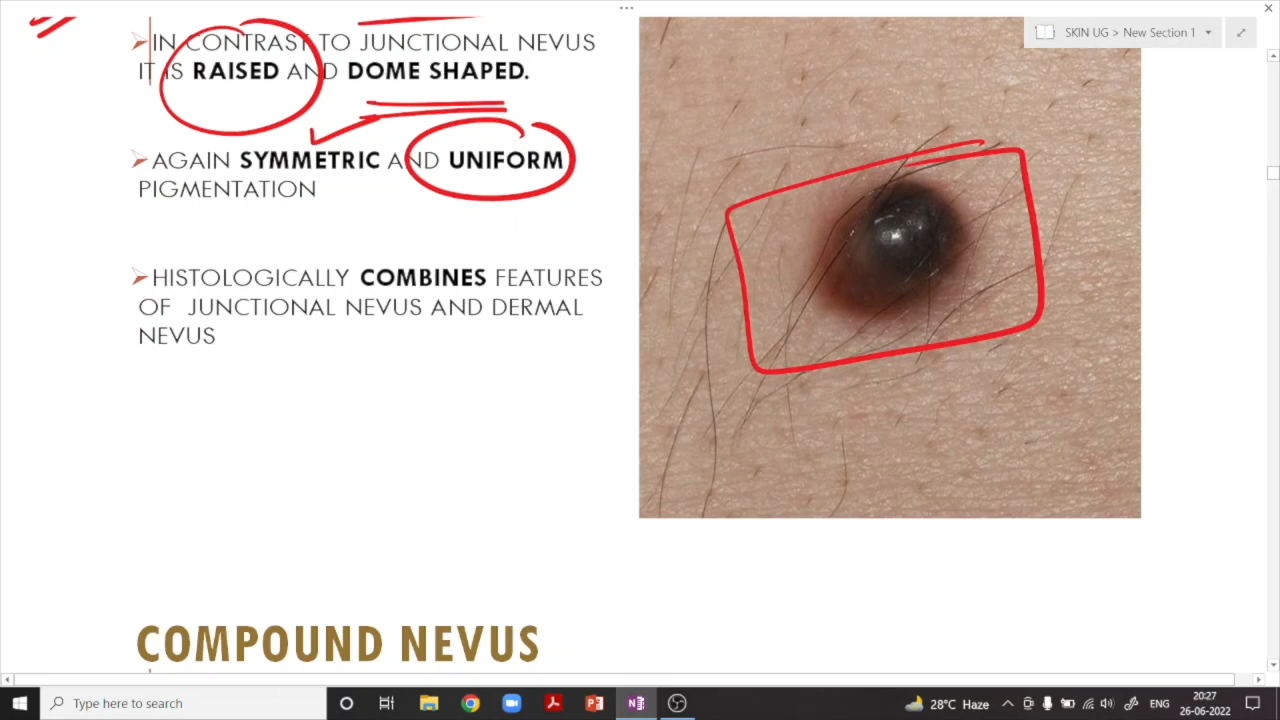 SKIN UG > New Section 1
IN CONTRAST TO JUNCTIONAL NEVUS
IT IS RAISED AND DOME SHAPED.
AGAIN SYMMETRIC AND UNIFORM
PIGMENTATION
HISTOLOGICALLY COMBINES FEATURES
OF JUNCTIONAL NEVUS AND DERMAL
NEVUS
COMPOUND NEVUS
Type here to search
28°C Haze
ENG
20:27
26-06-2022